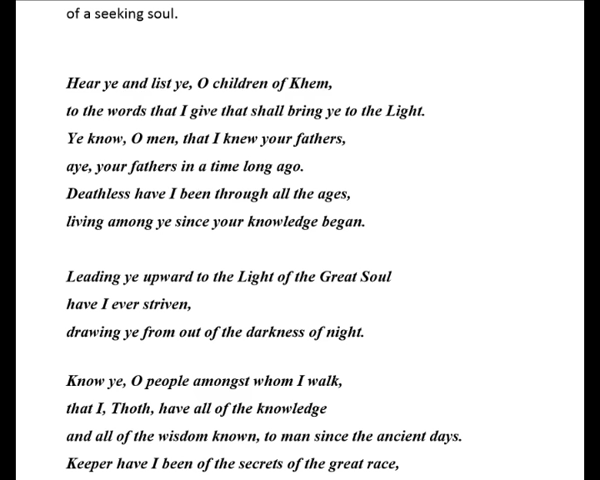 of a seeking soul.
Hear ye and list ye, O children of Khem,
to the words that I give that shall bring ye to the Light.
Ye know, O men, that I knew your fathers,
aye, your fathers in a time long ago.
Deathless have I been through all the ages,
living among ye since your knowledge began.
Leading ye upward to the Light of the Great Soul
have I ever striven,
drawing ye from out of the darkness of night.
Know ye, O people amongst whom I walk,
that I, Thoth, have all of the knowledge
and all of the wisdom known, to man since the ancient days.
Keeper have I been of the secrets of the great race,